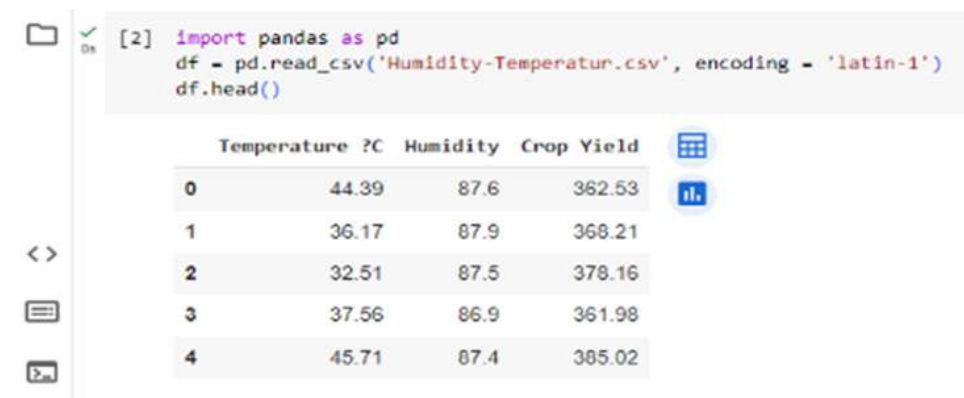 [2] import pandas as pd
0s
df = pd.read_csv('Humidity-Temperatur.csv', encoding = 'latin-1')
df.head()
Temperature ?C Humidity Crop Yield
0 44.39 87.6 362.53
1 36.17 87.9 368.21
2 32.51 87.5 378.16
3 37.56 86.9 361.98
4 45.71 87.4 385.02